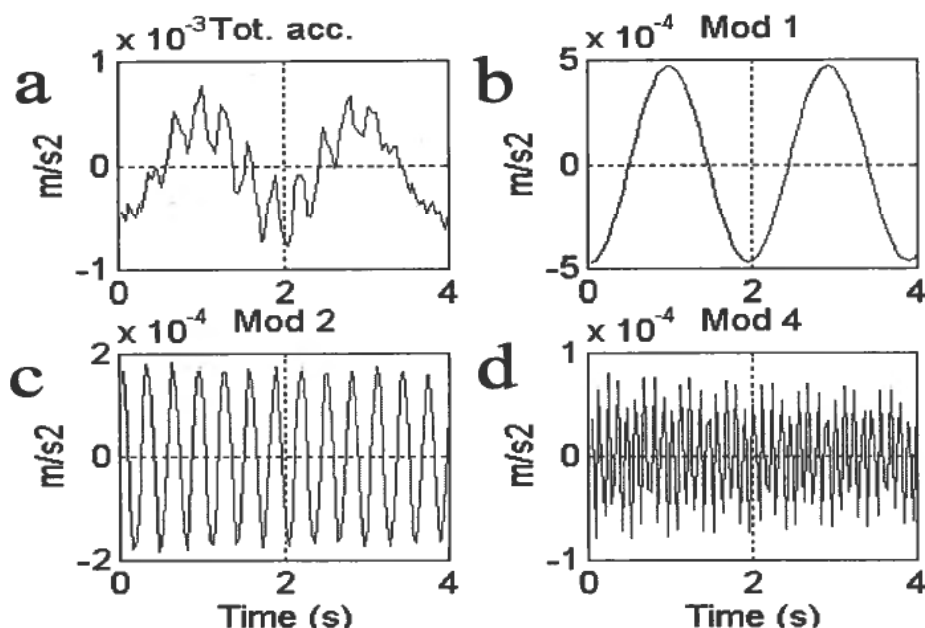 x 10⁻³ Tot. acc.
a
1
0
-1
m/s2
0 2 4
x 10⁻⁴ Mod 1
b
5
0
-5
m/s2
0 2 4
x 10⁻⁴ Mod 2
c
2
0
-2
m/s2
0 2 4
Time (s)
x 10⁻⁴ Mod 4
d
1
0
-1
m/s2
0 2 4
Time (s)